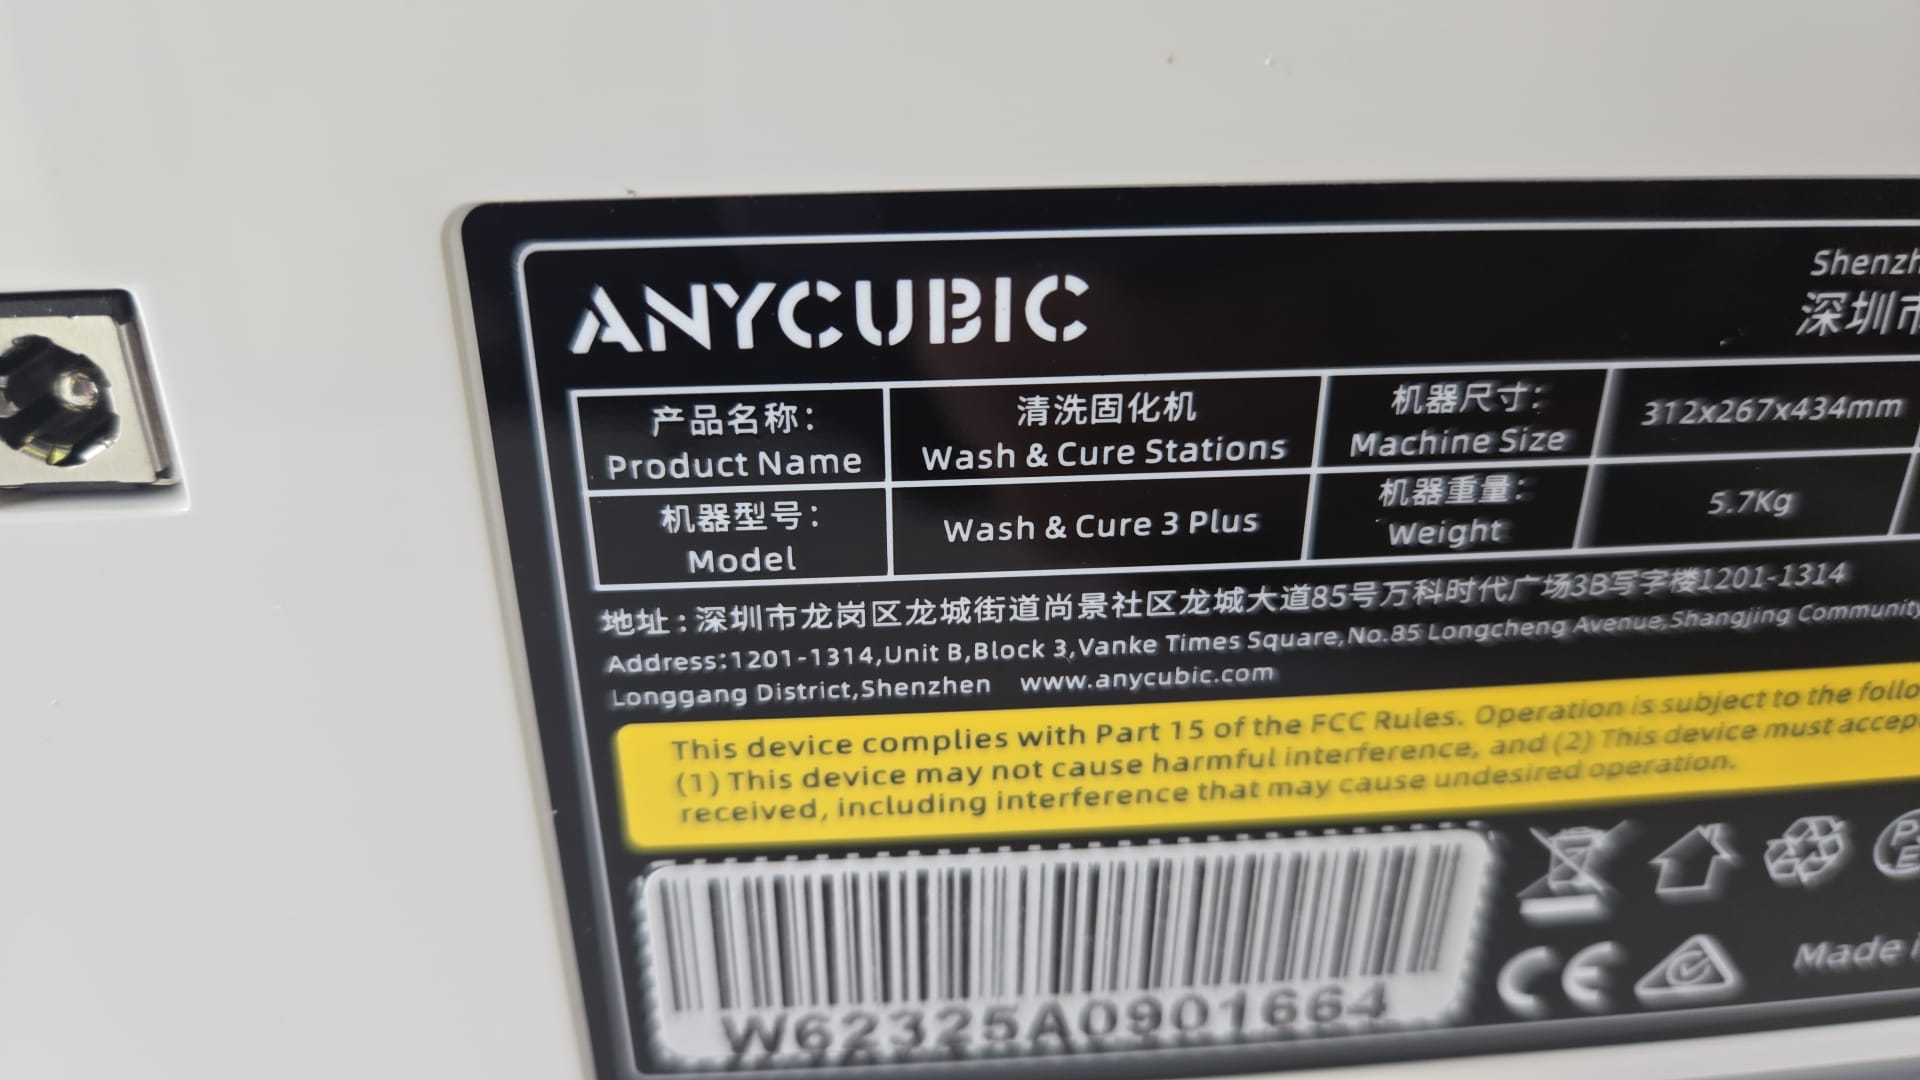 ANYCUBIC
Shenzh
深圳市
产品名称：
Product Name
清洗固化机
Wash & Cure Stations
机器尺寸：
Machine Size
312x267x434mm
机器型号：
Model
Wash & Cure 3 Plus
机器重量：
Weight
5.7Kg
地址：深圳市龙岗区龙城街道尚景社区龙城大道85号万科时代广场3B写字楼1201-1314
Address:1201-1314,Unit B,Block 3,Vanke Times Square,No.85 Longcheng Avenue,Shangjing Community
Longgang District,Shenzhen www.anycubic.com
This device complies with Part 15 of the FCC Rules. Operation is subject to the follo
(1) This device may not cause harmful interference, and (2) This device must accep
received, including interference that may cause undesired operation.
W62325A0901664
CE
Made